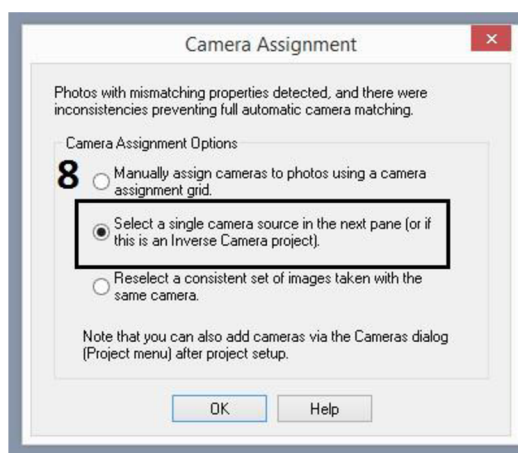 Camera Assignment
×
Photos with mismatching properties detected, and there were
inconsistencies preventing full automatic camera matching.
Camera Assignment Options
8
Manually assign cameras to photos using a camera
assignment grid.
Select a single camera source in the next pane (or if
this is an Inverse Camera project).
Reselect a consistent set of images taken with the
same camera.
Note that you can also add cameras via the Cameras dialog
(Project menu) after project setup.
OK
Help